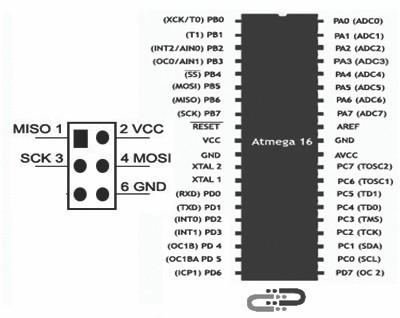 (XCK/T0) PB0
(T1) PB1
(INT2/AIN0) PB2
(OC0/AIN1) PB3
(SS) PB4
(MOSI) PB5
(MISO) PB6
(SCK) PB7
RESET
VCC
GND
XTAL 2
XTAL 1
(RXD) PD0
(TXD) PD1
(INT0) PD2
(INT1) PD3
(OC1B) PD 4
(OC1BA PD 5
(ICP1) PD6
Atmega 16
PA0 (ADC0)
PA1 (ADC1)
PA2 (ADC2)
PA3 (ADC3)
PA4 (ADC4)
PA5 (ADC5)
PA6 (ADC6)
PA7 (ADC7)
AREF
GND
AVCC
PC7 (TOSC2)
PC6 (TOSC1)
PC5 (TD1)
PC4 (TD0)
PC3 (TMS)
PC2 (TCK)
PC1 (SDA)
PC0 (SCL)
PD7 (OC 2)
MISO 1
2 VCC
SCK 3
4 MOSI
6 GND